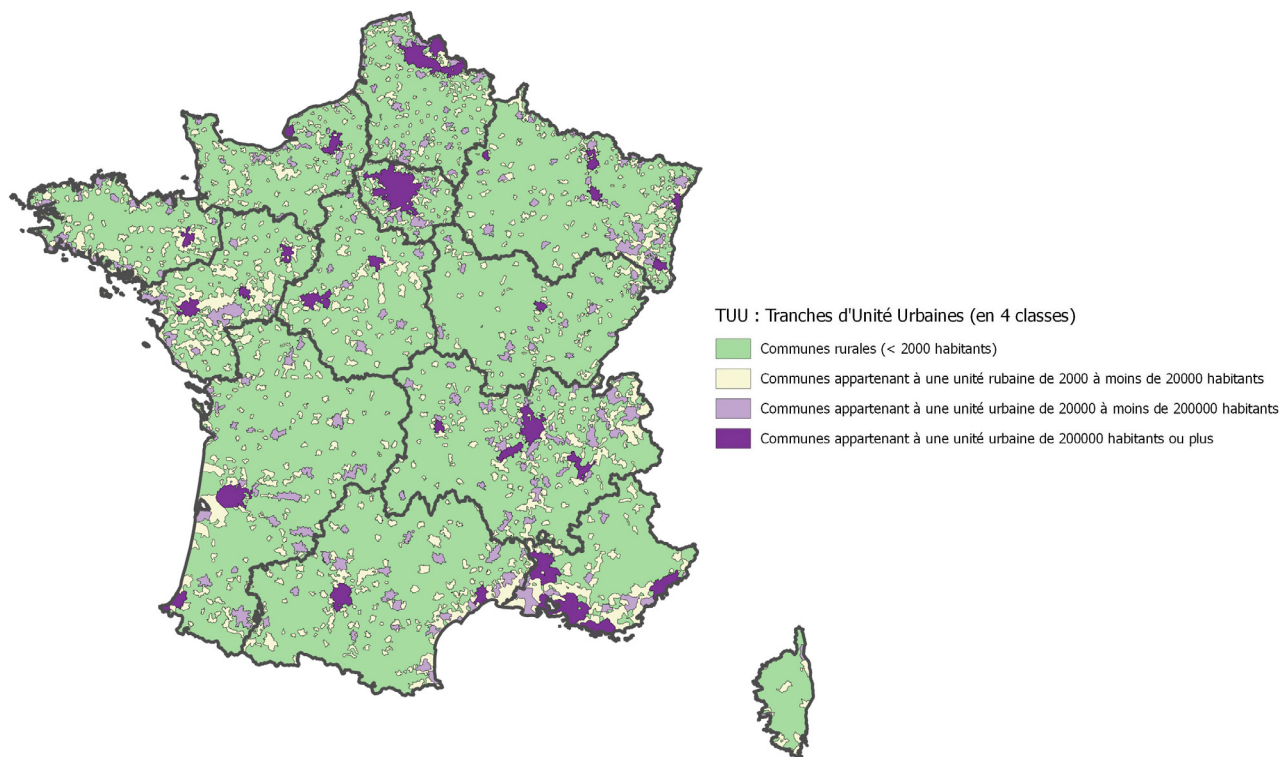 TUU : Tranches d'Unité Urbaines (en 4 classes)
Communes rurales (< 2000 habitants)
Communes appartenant à une unité rubaine de 2000 à moins de 20000 habitants
Communes appartenant à une unité urbaine de 20000 à moins de 200000 habitants
Communes appartenant à une unité urbaine de 200000 habitants ou plus